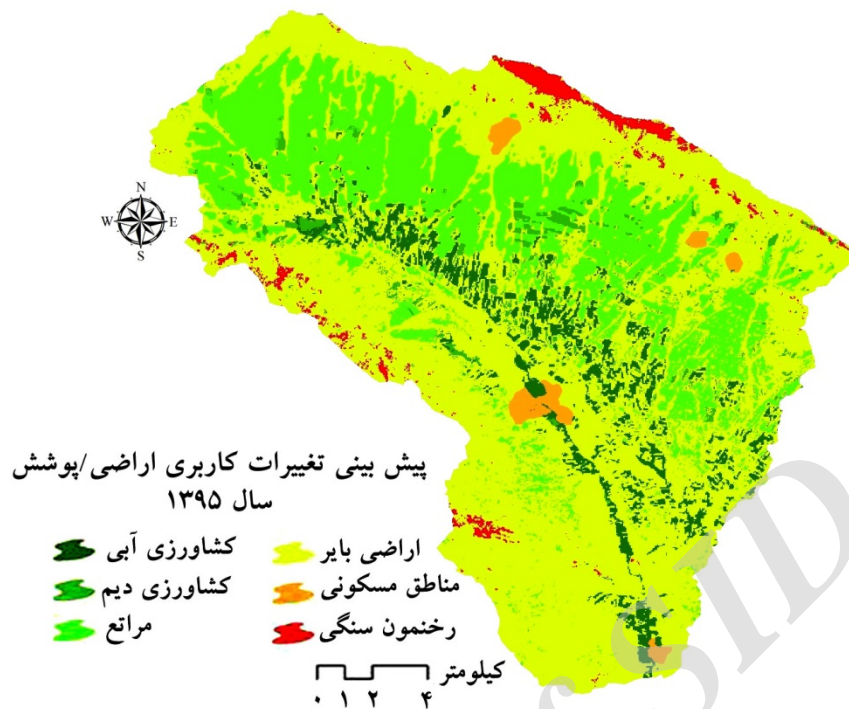 N
W E
S
پیش بینی تغییرات کاربری اراضی/پوشش
سال ۱۳۹۵
اراضی بایر
کشاورزی آبی
مناطق مسکونی
کشاورزی دیم
رخنمون سنگی
مراتع
کیلومتر
۰ ۱ ۲ ۴
SID